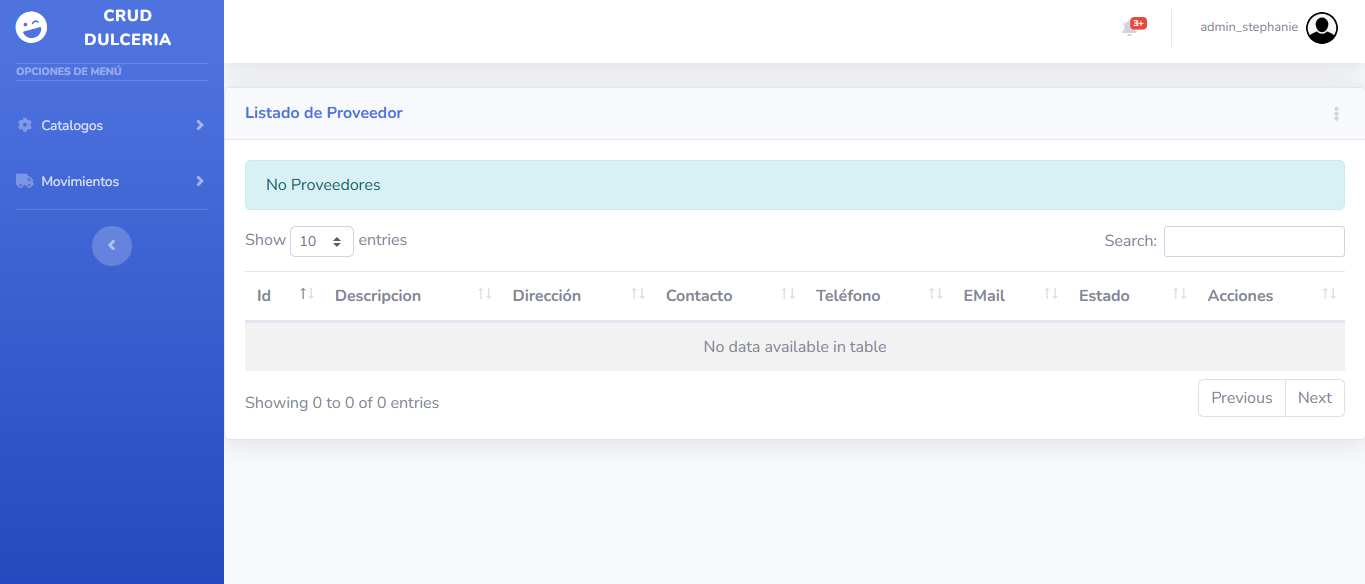 CRUD
DULCERIA
3+
admin_stephanie
OPCIONES DE MENÚ
Catalogos
Movimientos
Listado de Proveedor
No Proveedores
Show 10 entries
Search:
Id Descripcion Dirección Contacto Teléfono EMail Estado Acciones
No data available in table
Showing 0 to 0 of 0 entries
Previous Next